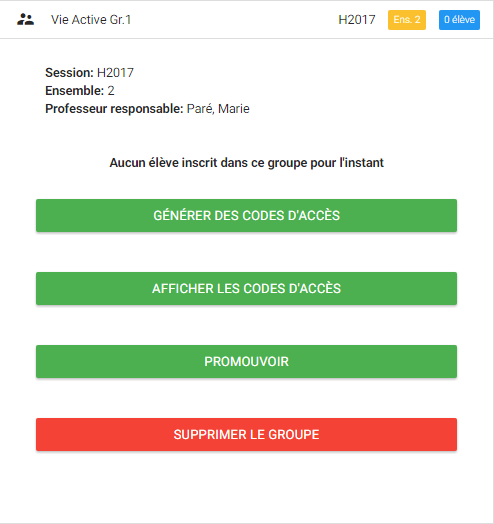 Vie Active Gr.1 H2017 Ens. 2 0 élève
Session: H2017
Ensemble: 2
Professeur responsable: Paré, Marie
Aucun élève inscrit dans ce groupe pour l'instant
GÉNÉRER DES CODES D'ACCÈS
AFFICHER LES CODES D'ACCÈS
PROMOUVOIR
SUPPRIMER LE GROUPE